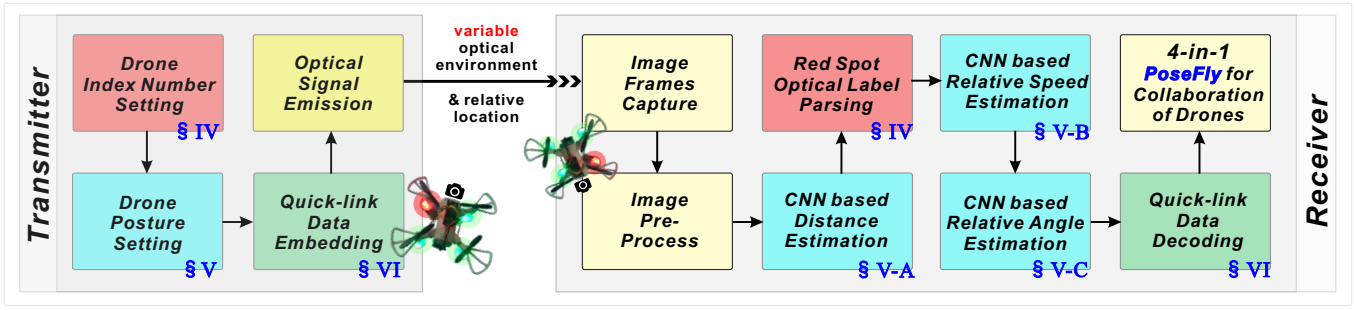 Transmitter
Drone
Index Number
Setting
§ IV
Drone
Posture
Setting
§ V
Optical
Signal
Emission
Quick-link
Data
Embedding
§ VI
variable
optical
environment
& relative
location
Image
Frames
Capture
Image
Pre-
Process
Red Spot
Optical Label
Parsing
§ IV
CNN based
Distance
Estimation
§ V-A
CNN based
Relative Speed
Estimation
§ V-B
CNN based
Relative Angle
Estimation
§ V-C
4-in-1
PoseFly for
Collaboration
of Drones
Quick-link
Data
Decoding
§ VI
Receiver